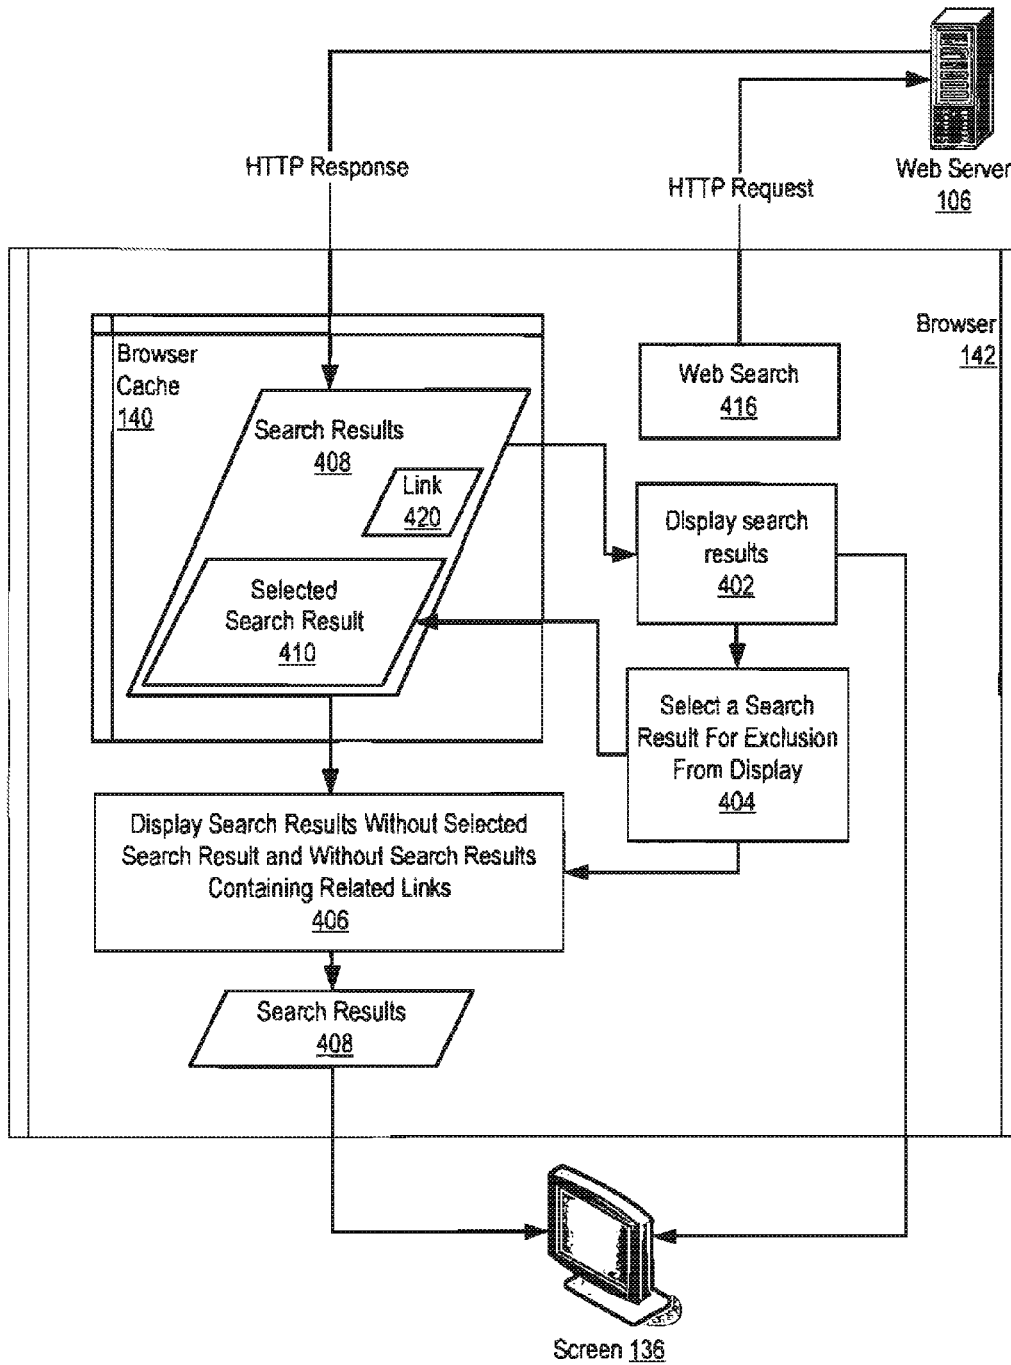 HTTP Response
HTTP Request
Web Server
106
Browser
142
Browser
Cache
140
Web Search
416
Search Results
408
Link
420
Display search
results
402
Selected
Search Result
410
Select a Search
Result For Exclusion
From Display
404
Display Search Results Without Selected
Search Result and Without Search Results
Containing Related Links
406
Search Results
408
Screen 136